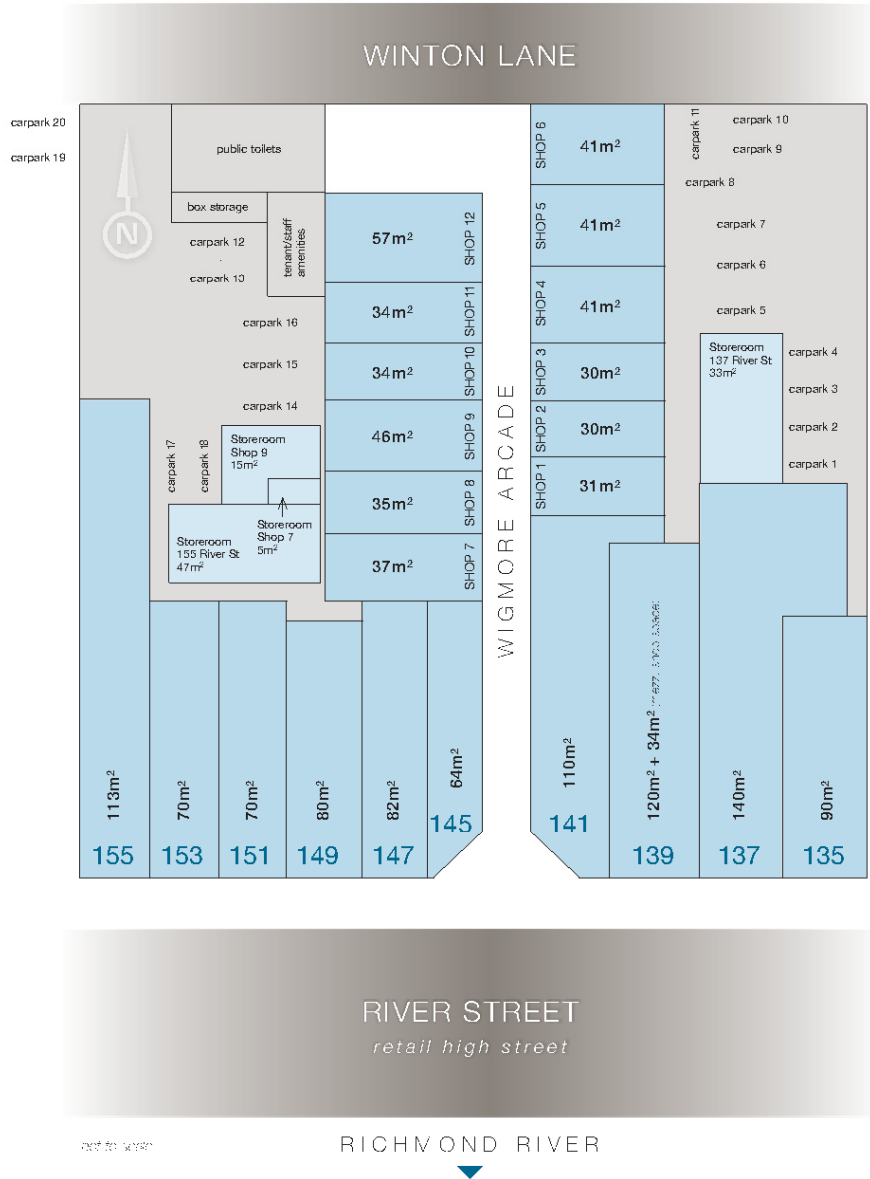 WINTON LANE
carpark 20
carpark 19
N
public toilets
box storage
tenant/staff
amenities
carpark 12
carpark 13
carpark 16
carpark 15
carpark 14
carpark 17
carpark 18
Storeroom
Shop 9
15m²
Storeroom
Shop 7
5m²
Storeroom
155 River St
47m²
57m²
SHOP 12
34m²
SHOP 11
34m²
SHOP 10
46m²
SHOP 9
35m²
SHOP 8
37m²
SHOP 7
WIGMORE ARCADE
SHOP 6
41m²
SHOP 5
41m²
SHOP 4
41m²
SHOP 3
30m²
SHOP 2
30m²
SHOP 1
31m²
carpark 11
carpark 10
carpark 9
carpark 8
carpark 7
carpark 6
carpark 5
Storeroom
137 River St
33m²
carpark 4
carpark 3
carpark 2
carpark 1
113m²
155
70m²
153
70m²
151
80m²
149
82m²
147
64m²
145
110m²
141
120m² + 34m²
139
140m²
137
90m²
135
RIVER STREET
retail high street
not to scale
RICHMOND RIVER